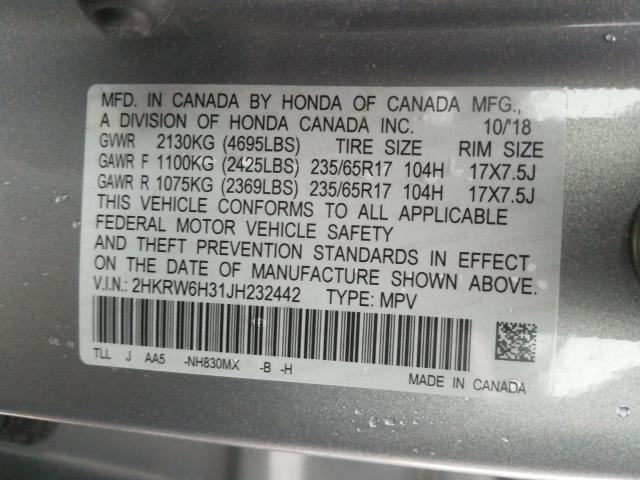 MFD. IN CANADA BY HONDA OF CANADA MFG.,
A DIVISION OF HONDA CANADA INC. 10/'18
GVWR 2130KG (4695LBS) TIRE SIZE RIM SIZE
GAWR F 1100KG (2425LBS) 235/65R17 104H 17X7.5J
GAWR R 1075KG (2369LBS) 235/65R17 104H 17X7.5J
THIS VEHICLE CONFORMS TO ALL APPLICABLE
FEDERAL MOTOR VEHICLE SAFETY
AND THEFT PREVENTION STANDARDS IN EFFECT
ON THE DATE OF MANUFACTURE SHOWN ABOVE.
V.I.N.: 2HKRW6H31JH232442 TYPE: MPV
TLL J AA5 -NH830MX -B -H
MADE IN CANADA